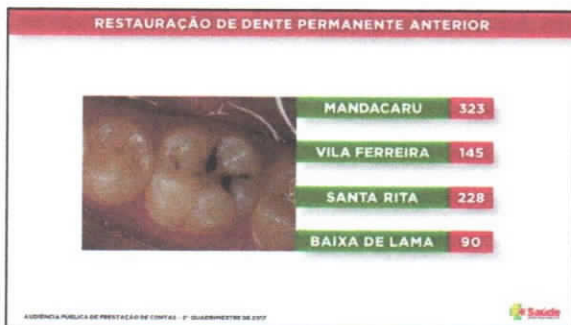 RESTAURAÇÃO DE DENTE PERMANENTE ANTERIOR
MANDACARU 323
VILA FERREIRA 145
SANTA RITA 228
BAIXA DE LAMA 90
AUDIÊNCIA PÚBLICA DE PRESTAÇÃO DE CONTAS - QUADRIMESTRE DE 2017
Saúde